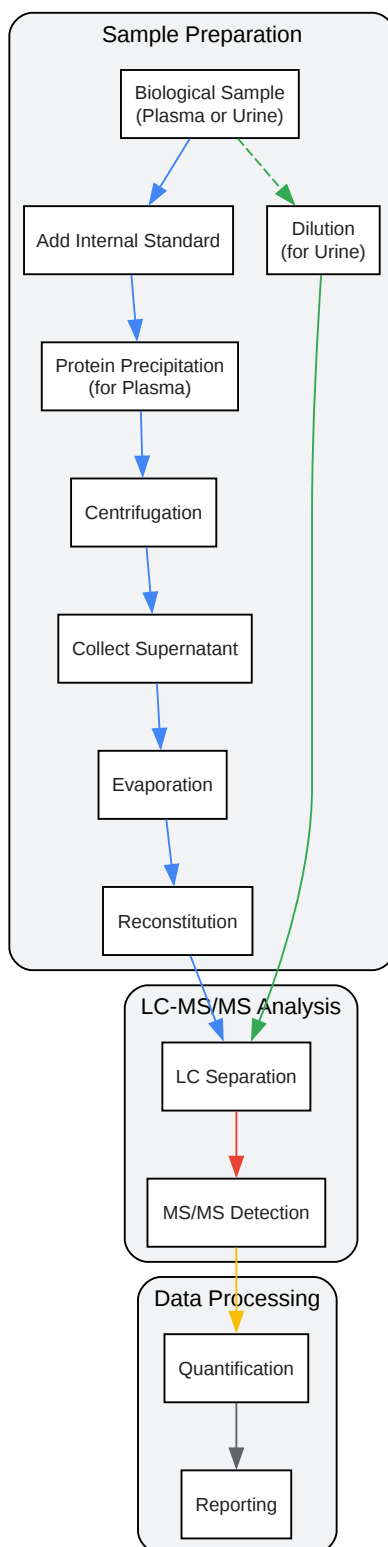 Sample Preparation
Biological Sample
(Plasma or Urine)
Add Internal Standard
Dilution
(for Urine)
Protein Precipitation
(for Plasma)
Centrifugation
Collect Supernatant
Evaporation
Reconstitution
LC-MS/MS Analysis
LC Separation
MS/MS Detection
Data Processing
Quantification
Reporting